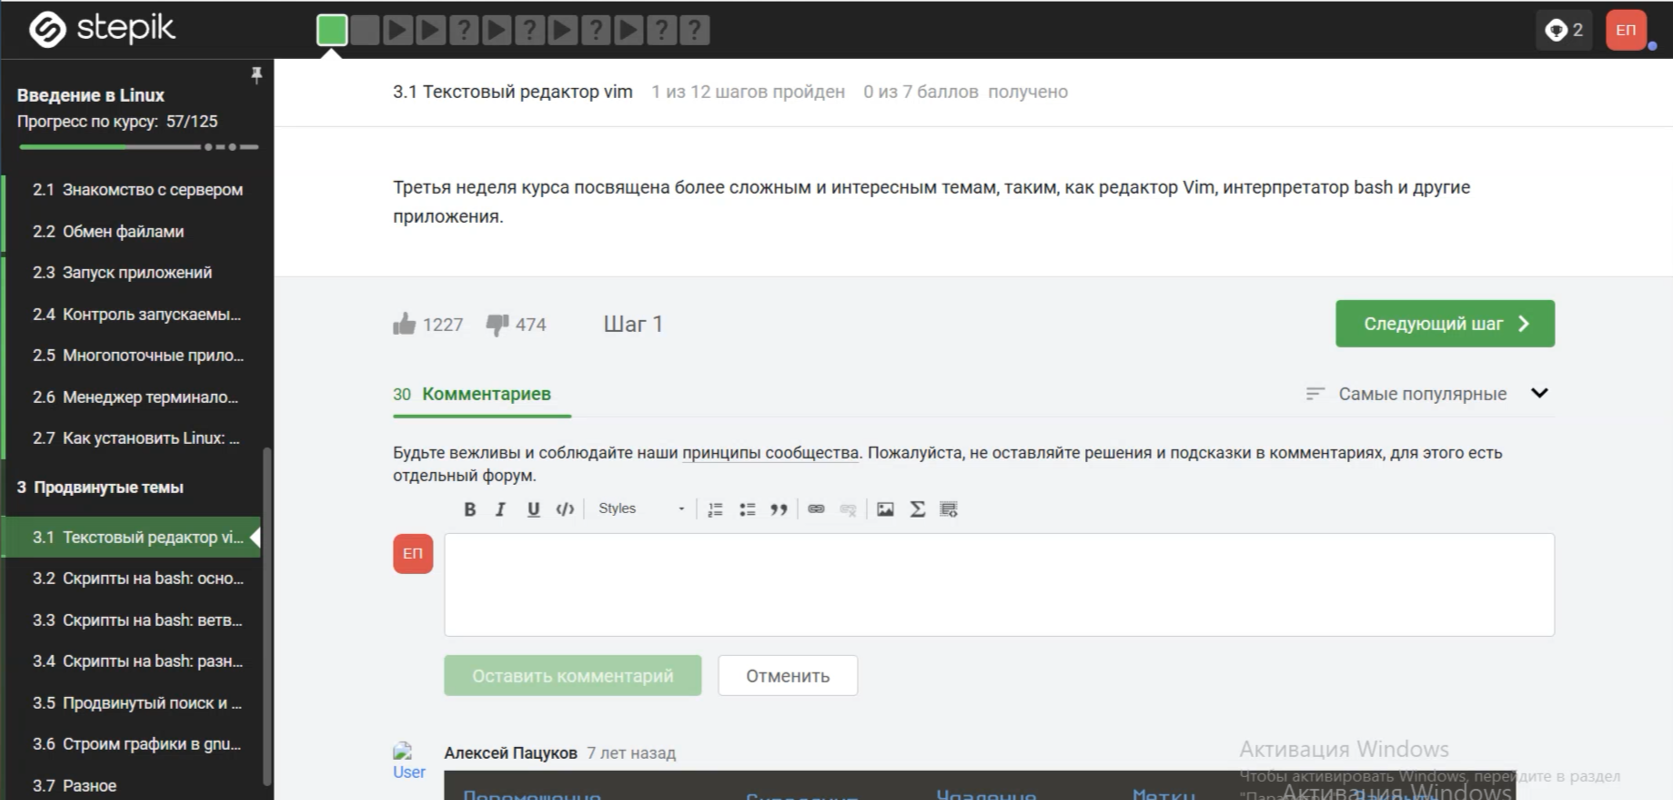 stepik
? ? ? ? ?
2
ЕП
Введение в Linux
Прогресс по курсу: 57/125
2.1 Знакомство с сервером
2.2 Обмен файлами
2.3 Запуск приложений
2.4 Контроль запускаемы...
2.5 Многопоточные прило...
2.6 Менеджер терминало...
2.7 Как установить Linux: ...
3 Продвинутые темы
3.1 Текстовый редактор vi...
3.2 Скрипты на bash: осно...
3.3 Скрипты на bash: ветв...
3.4 Скрипты на bash: разн...
3.5 Продвинутый поиск и ...
3.6 Строим графики в gnu...
3.7 Разное
3.1 Текстовый редактор vim 1 из 12 шагов пройден 0 из 7 баллов получено
Третья неделя курса посвящена более сложным и интересным темам, таким, как редактор Vim, интерпретатор bash и другие
приложения.
1227 474 Шаг 1
Следующий шаг
30 Комментариев
Самые популярные
Будьте вежливы и соблюдайте наши принципы сообщества. Пожалуйста, не оставляйте решения и подсказки в комментариях, для этого есть
отдельный форум.
B I U </> Styles
ЕП
Оставить комментарий Отменить
User
Алексей Пацуков 7 лет назад
Удаление Метки
Активация Windows
Чтобы активировать Windows, перейдите в раздел
Активация Windows